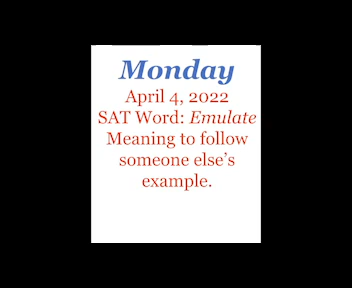 Monday
April 4, 2022
SAT Word: Emulate
Meaning to follow
someone else’s
example.